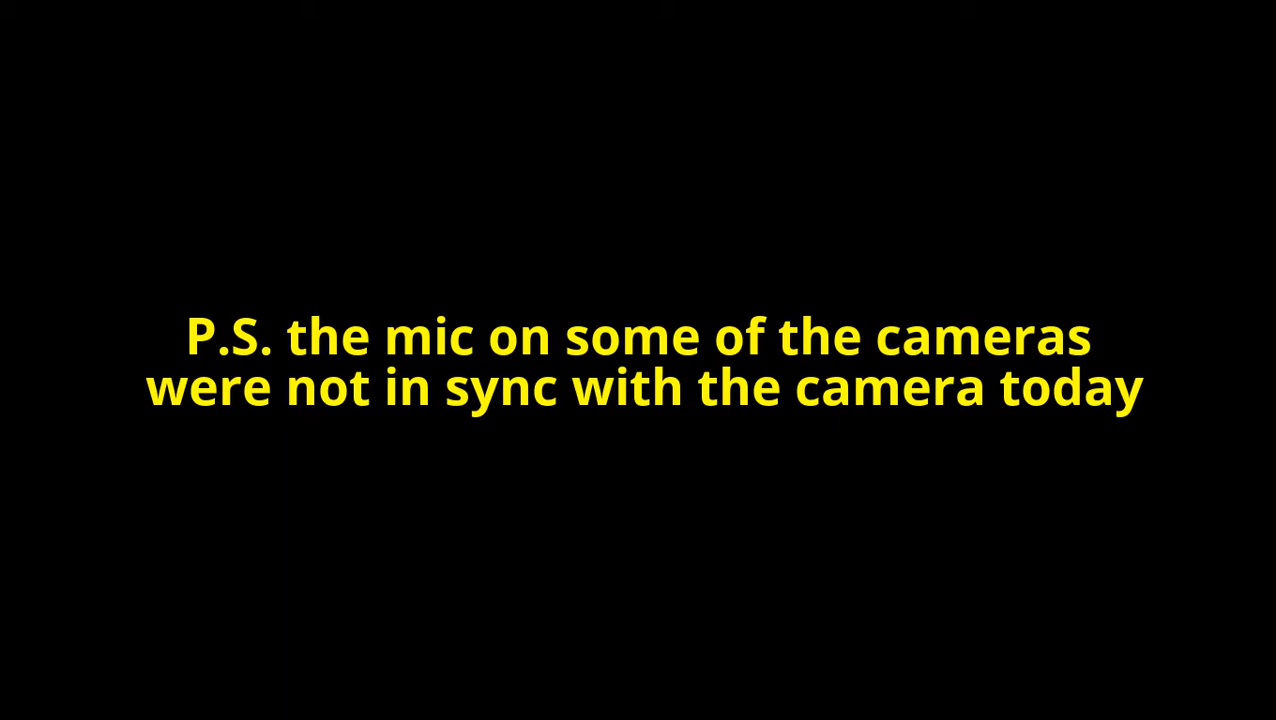 P.S. the mic on some of the cameras
were not in sync with the camera today